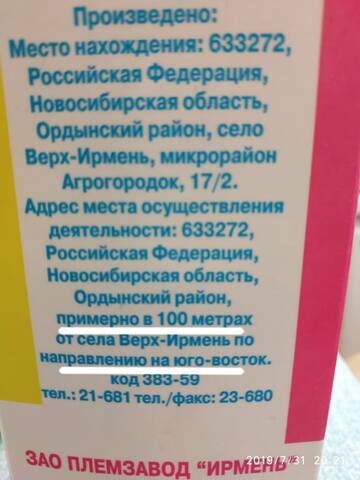 Произведено:
Место нахождения: 633272,
Российская Федерация,
Новосибирская область,
Ордынский район, село
Верх-Ирмень, микрорайон
Агрогородок, 17/2.
Адрес места осуществления
деятельности: 633272,
Российская Федерация,
Новосибирская область,
Ордынский район,
примерно в 100 метрах
от села Верх-Ирмень по
направлению на юго-восток.
код 383-59
тел.: 21-681 тел./факс: 23-680
2019/7/31 20:21
ЗАО ПЛЕМЗАВОД "ИРМЕНЬ"